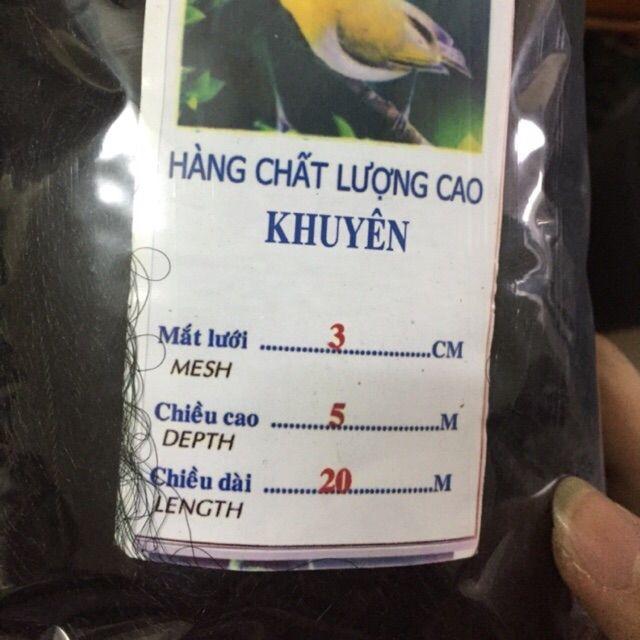 HÀNG CHẤT LƯỢNG CAO
KHUYÊN
Mắt lưới ........ 3 ........ CM
MESH
Chiều cao ........ 5 ........ M
DEPTH
Chiều dài ........ 20 ........ M
LENGTH